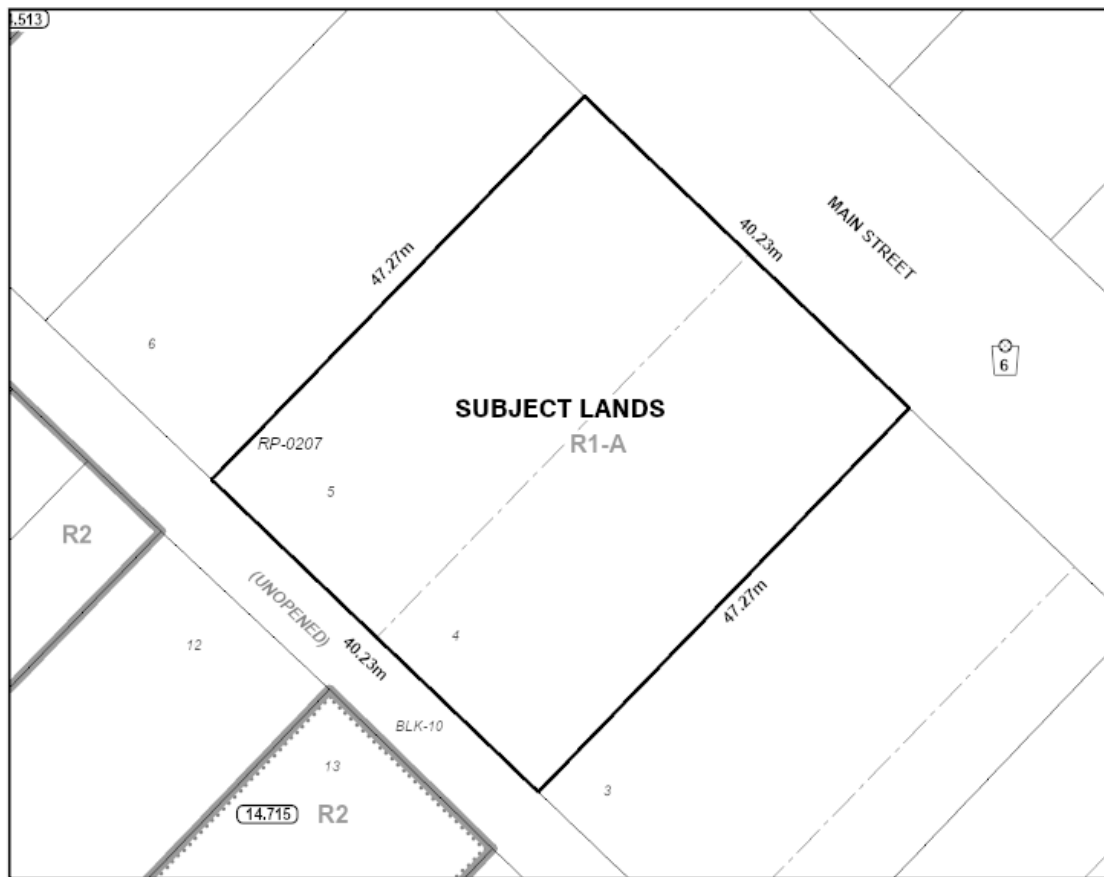 .513
40.23m
MAIN STREET
47.27m
6
6
SUBJECT LANDS
R1-A
RP-0207
5
R2
(UNOPENED)
47.27m
4
12
40.23m
BLK-10
13
3
14.715
R2